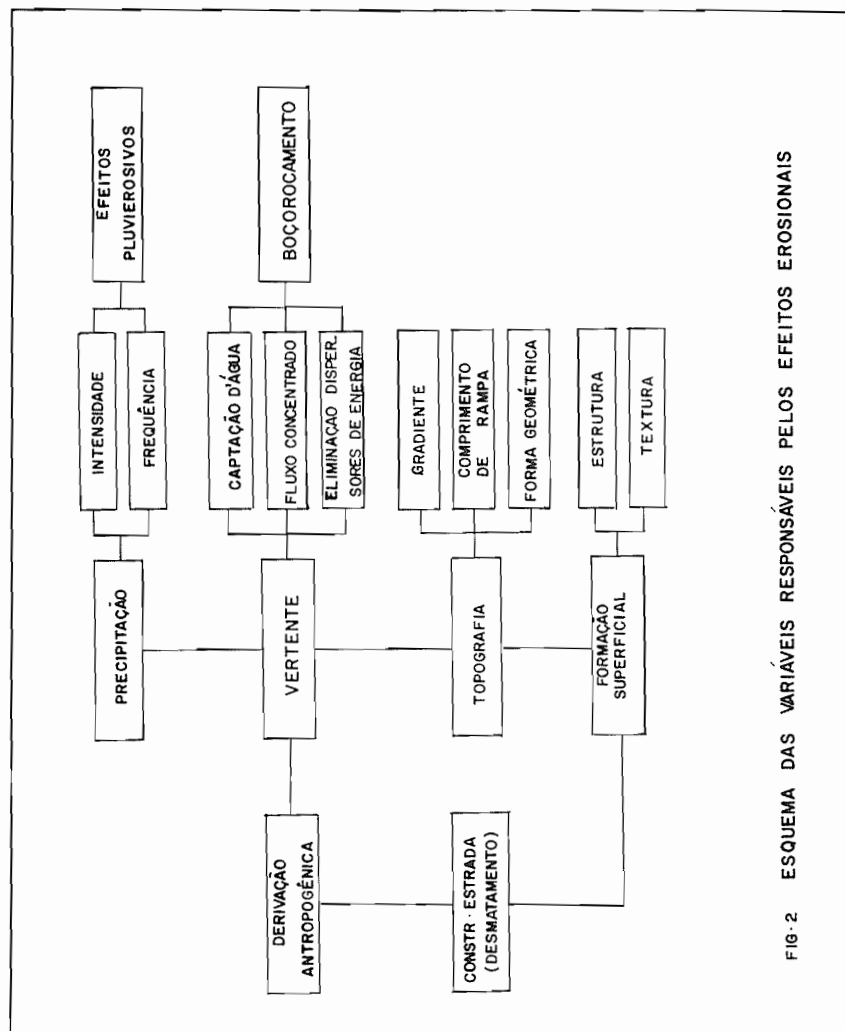 EFEITOS
PLUVIEROSIVOS
BOÇOROCAMENTO
INTENSIDADE
FREQUÊNCIA
CAPTAÇÃO D'ÁGUA
FLUXO CONCENTRADO
ELIMINAÇAO DISPER-
SORES DE ENERGIA
GRADIENTE
COMPRIMENTO
DE RAMPA
FORMA GEOMÉTRICA
ESTRUTURA
TEXTURA
PRECIPITAÇÃO
VERTENTE
TOPOGRAFIA
FORMAÇÃO
SUPERFICIAL
DERIVAÇÃO
ANTROPOGÊNICA
CONSTR · ESTRADA
(DESMATAMENTO)
FIG·2 ESQUEMA DAS VARIÁVEIS RESPONSÁVEIS PELOS EFEITOS EROSIONAIS